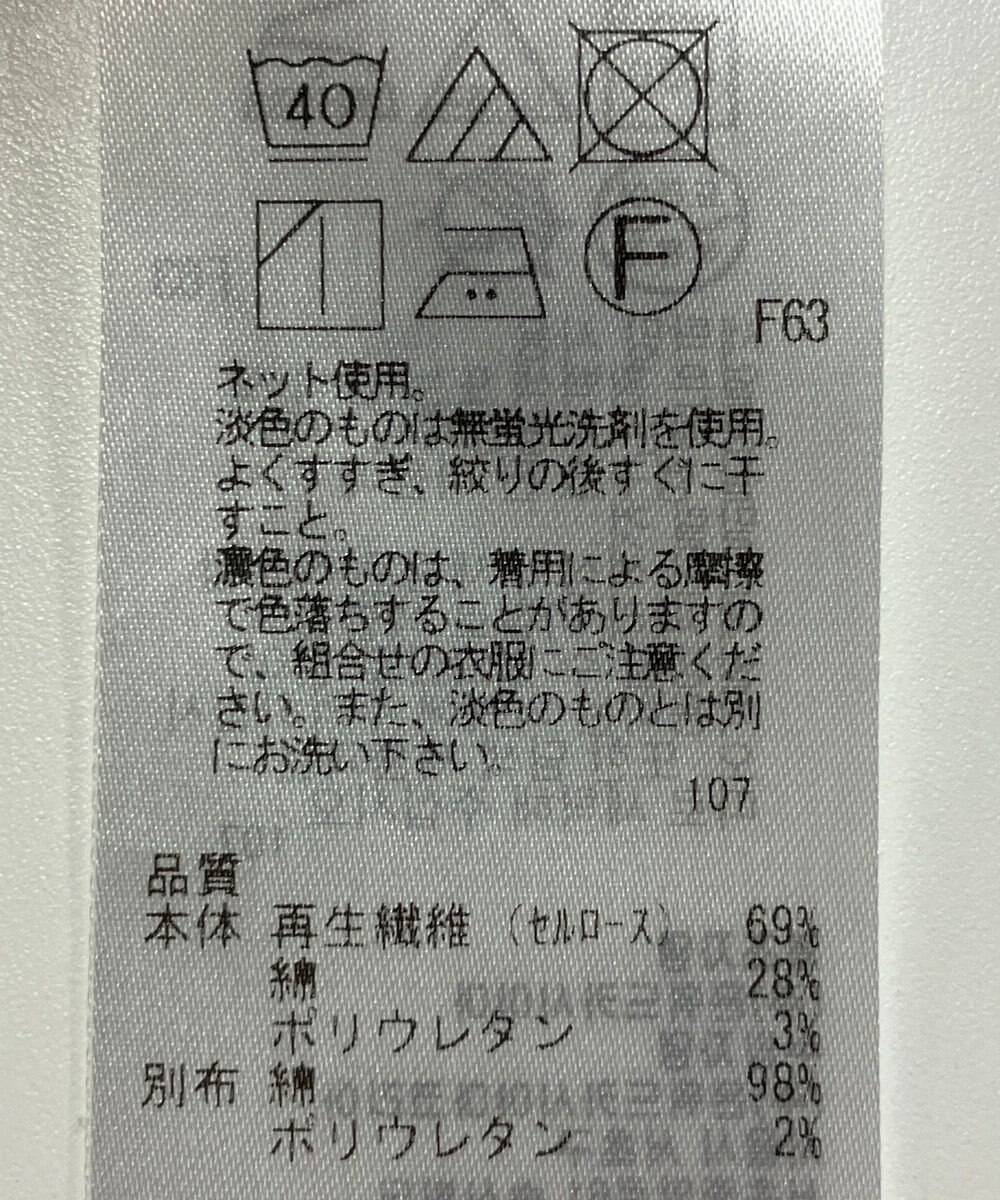 40
F
F63
ネット使用。
淡色のものは無蛍光洗剤を使用。
よくすすぎ、絞りの後すぐに干
すこと。
濃色のものは、着用による摩擦
で色落ちすることがありますの
で、組合せの衣服にご注意くだ
さい。また、淡色のものとは別
にお洗い下さい。
107
品質
本体 再生繊維 (セルロース) 69%
綿 28%
ポリウレタン 3%
別布 綿 98%
ポリウレタン 2%